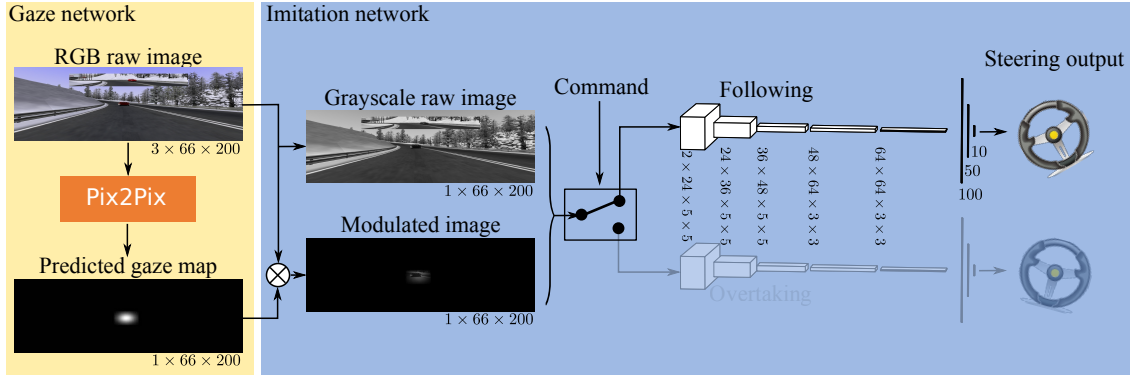 Gaze network
RGB raw image
3 × 66 × 200
Pix2Pix
Predicted gaze map
1 × 66 × 200
Imitation network
Grayscale raw image
1 × 66 × 200
Modulated image
1 × 66 × 200
Command
Following
2 × 24 × 5 × 5
24 × 36 × 5 × 5
36 × 48 × 5 × 5
48 × 64 × 3 × 3
64 × 64 × 3 × 3
Overtaking
Steering output
10
50
100